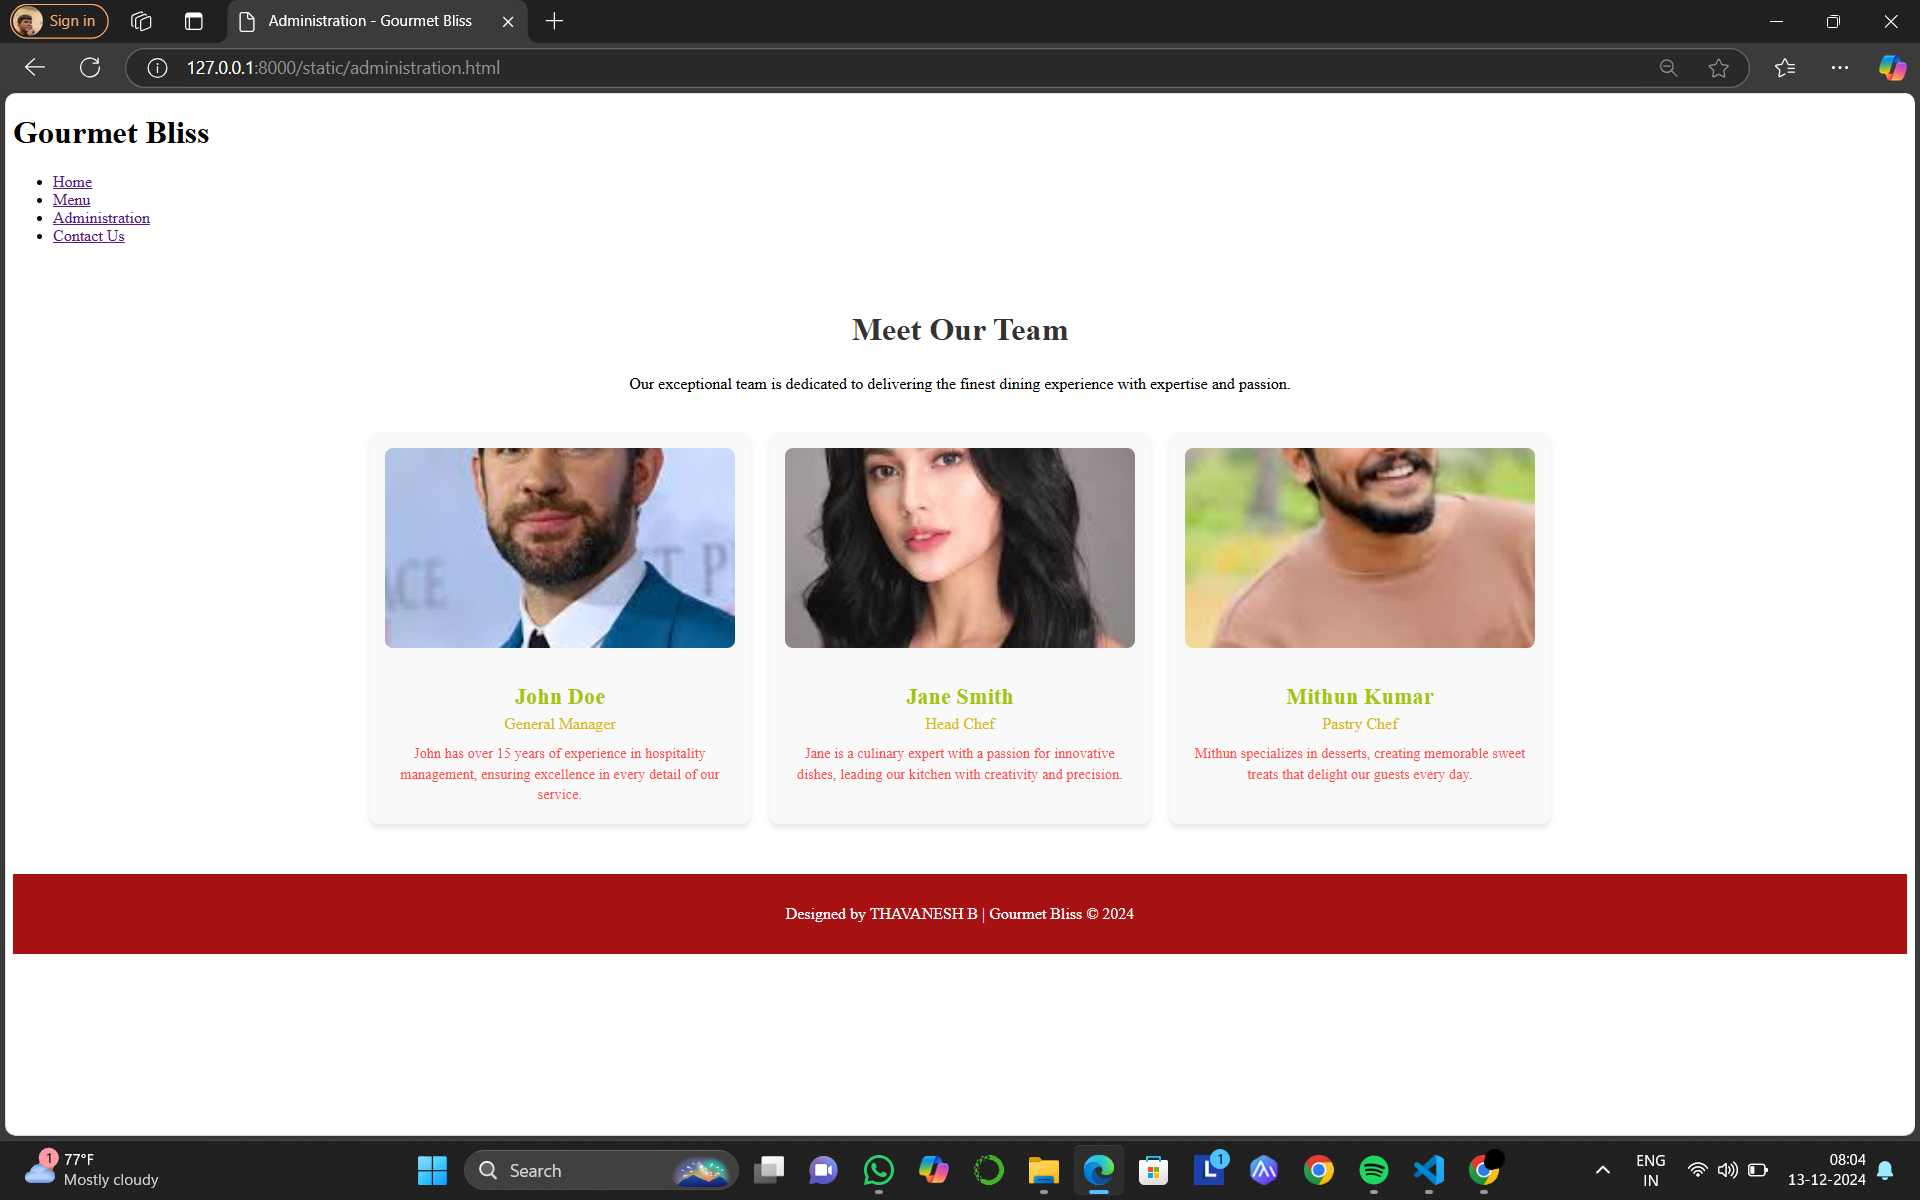 Sign in
Administration - Gourmet Bliss
127.0.0.1:8000/static/administration.html
Gourmet Bliss
Home
Menu
Administration
Contact Us
Meet Our Team
Our exceptional team is dedicated to delivering the finest dining experience with expertise and passion.
ACE
T P
John Doe
General Manager
John has over 15 years of experience in hospitality
management, ensuring excellence in every detail of our
service.
Jane Smith
Head Chef
Jane is a culinary expert with a passion for innovative
dishes, leading our kitchen with creativity and precision.
Mithun Kumar
Pastry Chef
Mithun specializes in desserts, creating memorable sweet
treats that delight our guests every day.
Designed by THAVANESH B | Gourmet Bliss © 2024
1
77°F
Mostly cloudy
Search
L
1
ENG
IN
08:04
13-12-2024